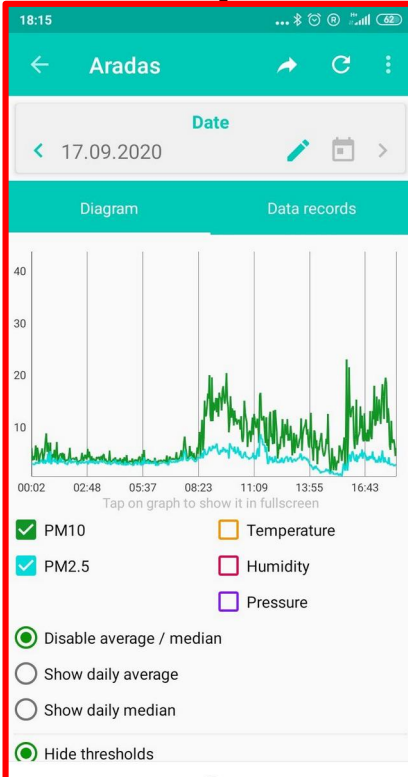 18:15
62
Aradas
Date
17.09.2020
Diagram
Data records
40
30
20
10
00:02 02:48 05:37 08:23 11:09 13:55 16:43
Tap on graph to show it in fullscreen
PM10 Temperature
PM2.5 Humidity
Pressure
Disable average / median
Show daily average
Show daily median
Hide thresholds